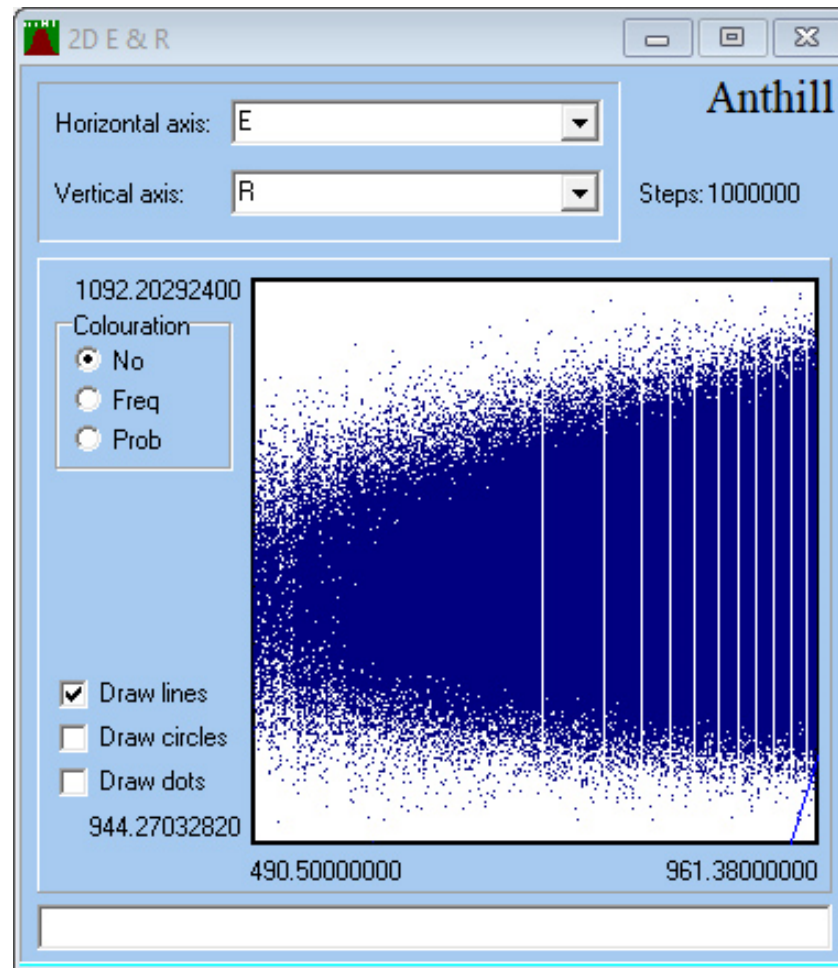 2D E & R
Anthill
Horizontal axis: E
Vertical axis: R
Steps: 1000000
1092.20292400
Colouration
No
Freq
Prob
Draw lines
Draw circles
Draw dots
944.27032820
490.50000000 961.38000000